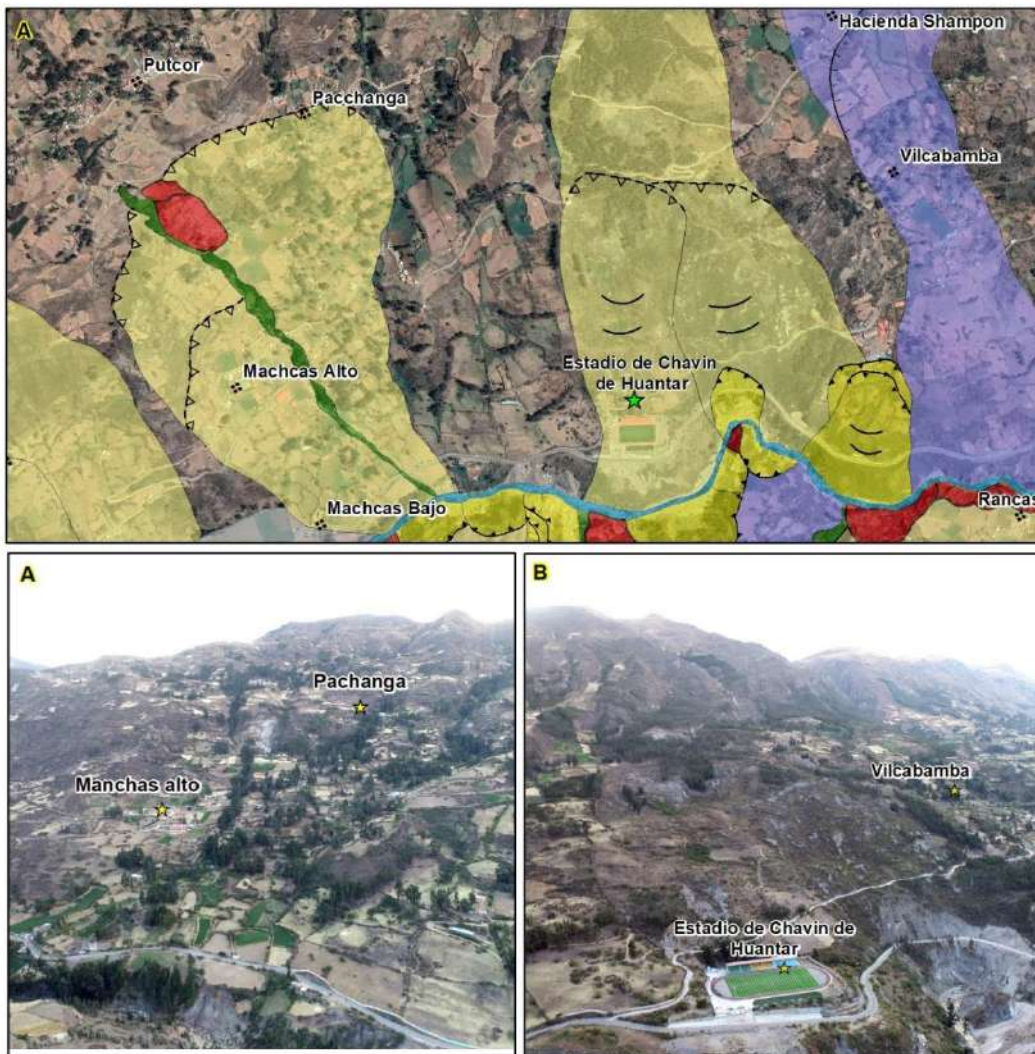 A
Hacienda Shampon
Putcor
Pacchanga
Vilcabamba
Estadio de Chavin
de Huantar
Machcas Alto
Machcas Bajo
Rancas
A
Pachanga
Manchas alto
B
Vilcabamba
Estadio de Chavin de
Huantar